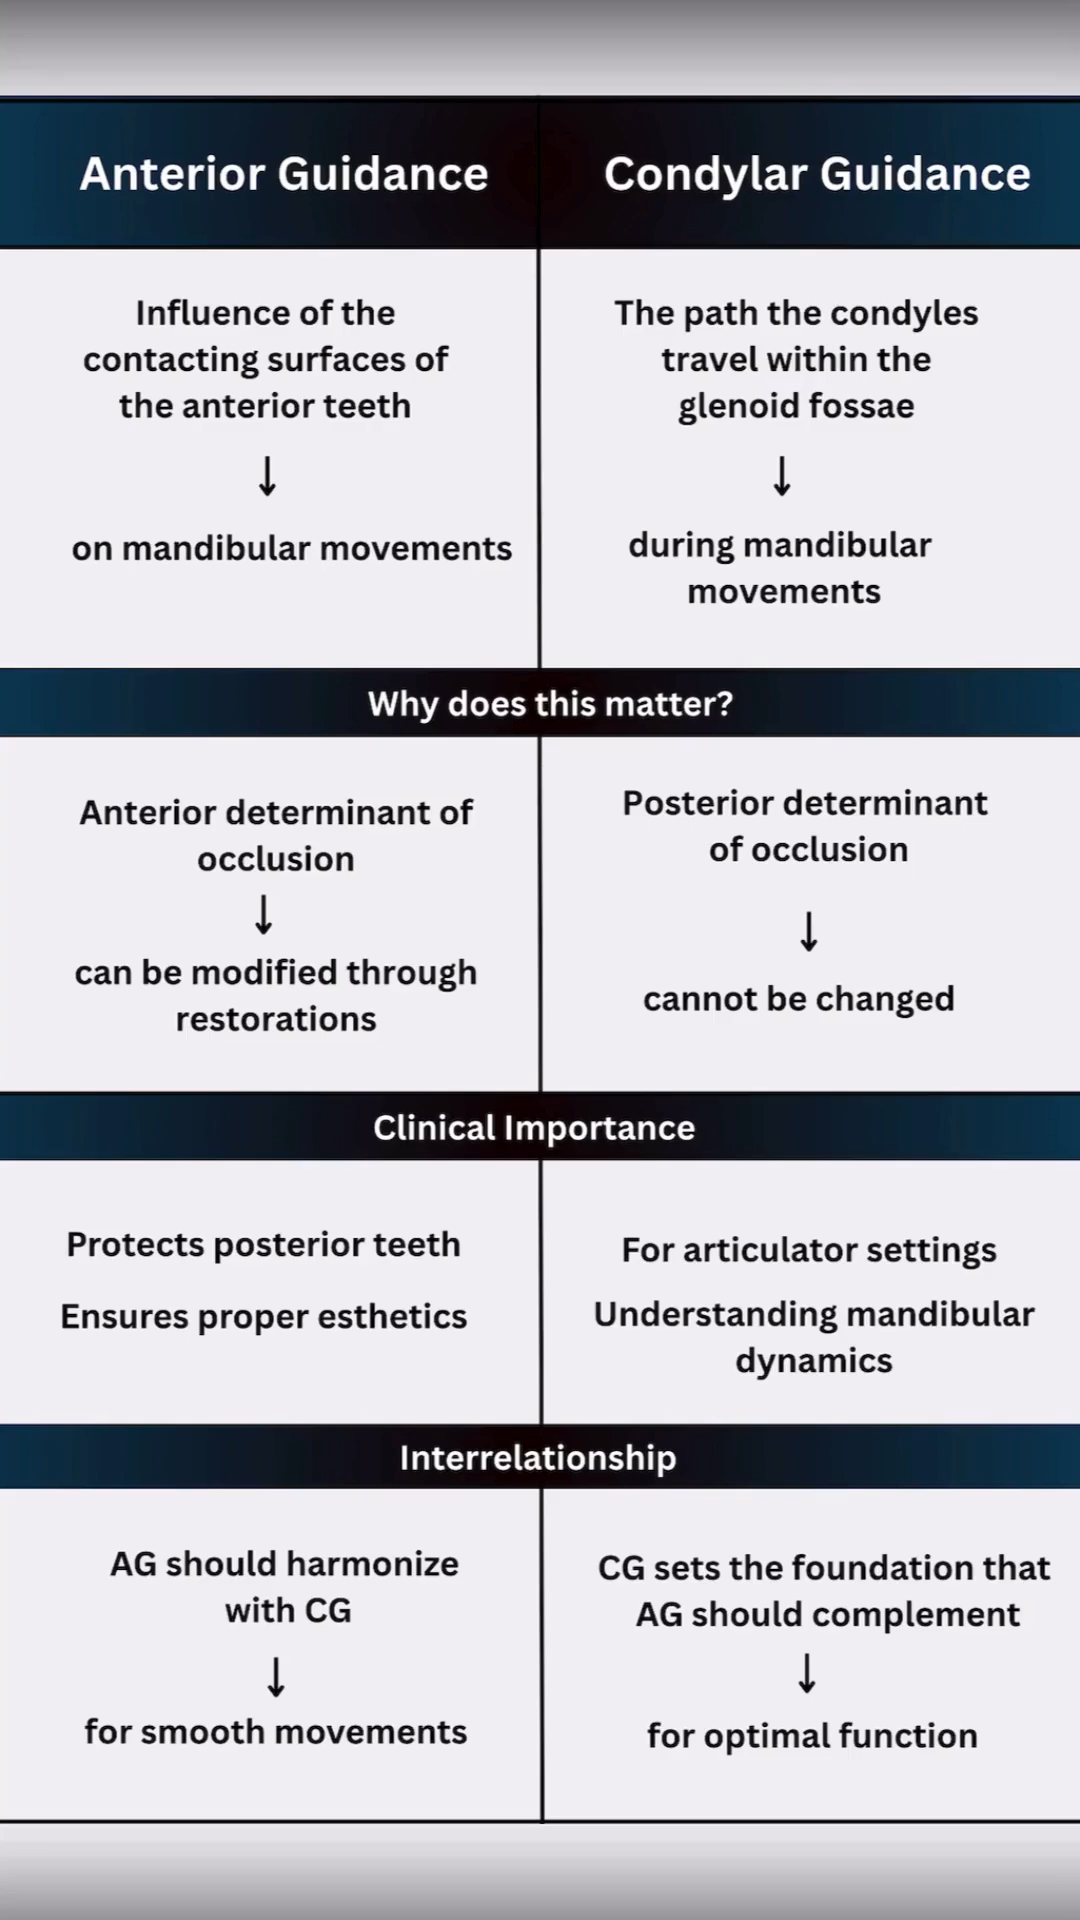 Anterior Guidance
Condylar Guidance
Influence of the
contacting surfaces of
the anterior teeth
↓
on mandibular movements
The path the condyles
travel within the
glenoid fossae
↓
during mandibular
movements
Why does this matter?
Anterior determinant of
occlusion
↓
can be modified through
restorations
Posterior determinant
of occlusion
↓
cannot be changed
Clinical Importance
Protects posterior teeth
Ensures proper esthetics
For articulator settings
Understanding mandibular
dynamics
Interrelationship
AG should harmonize
with CG
↓
for smooth movements
CG sets the foundation that
AG should complement
↓
for optimal function